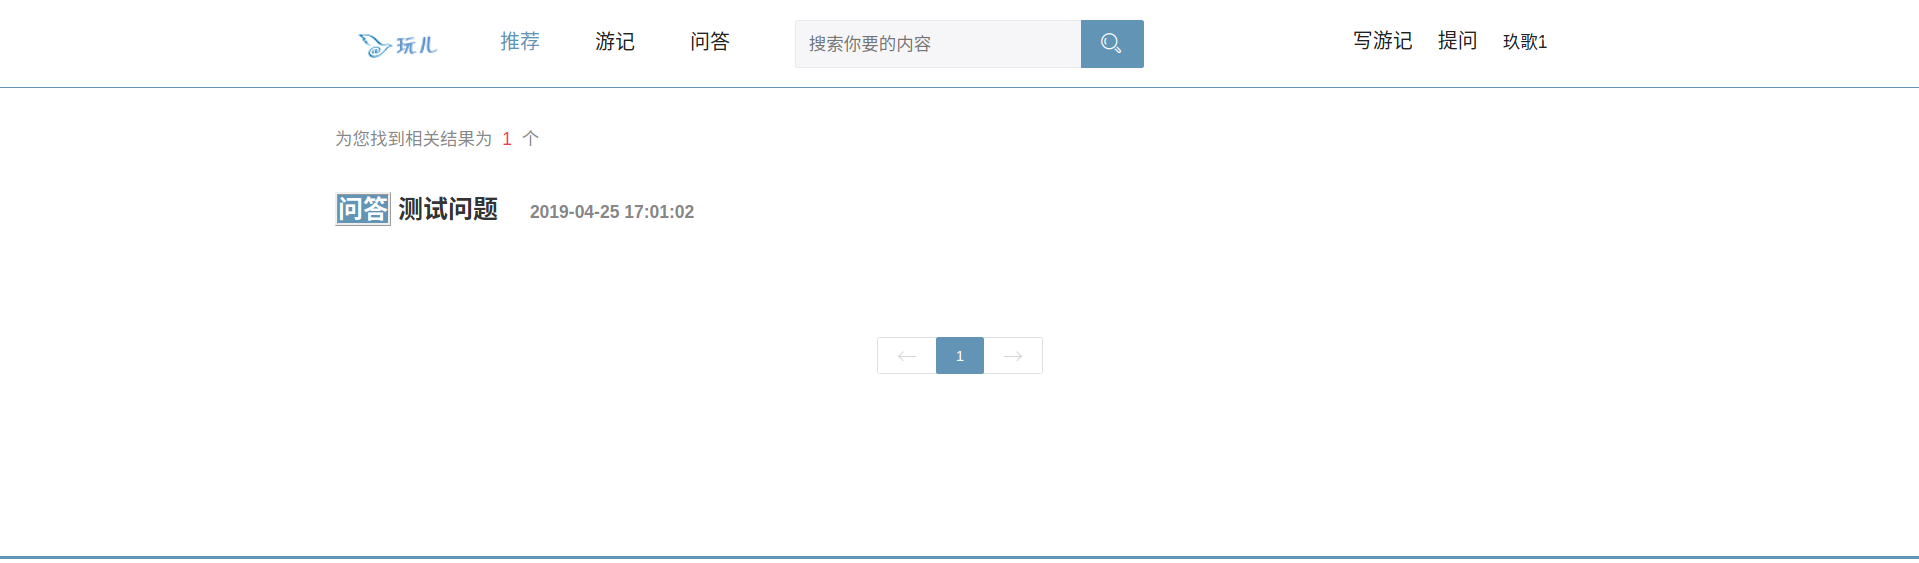 玩儿 推荐 游记 问答 搜索你要的内容 写游记 提问 玖歌1
为您找到相关结果为 1 个
问答 测试问题 2019-04-25 17:01:02
1